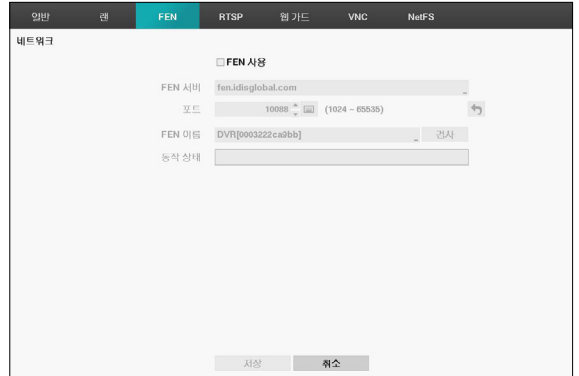 일반 랜 FEN RTSP 웹 가드 VNC NetFS
네트워크
FEN 사용
FEN 서버 fen.idisglobal.com
포트 10088 (1024 ~ 65535)
FEN 이름 DVR[0003222ca9bb] 검사
동작 상태
저장 취소